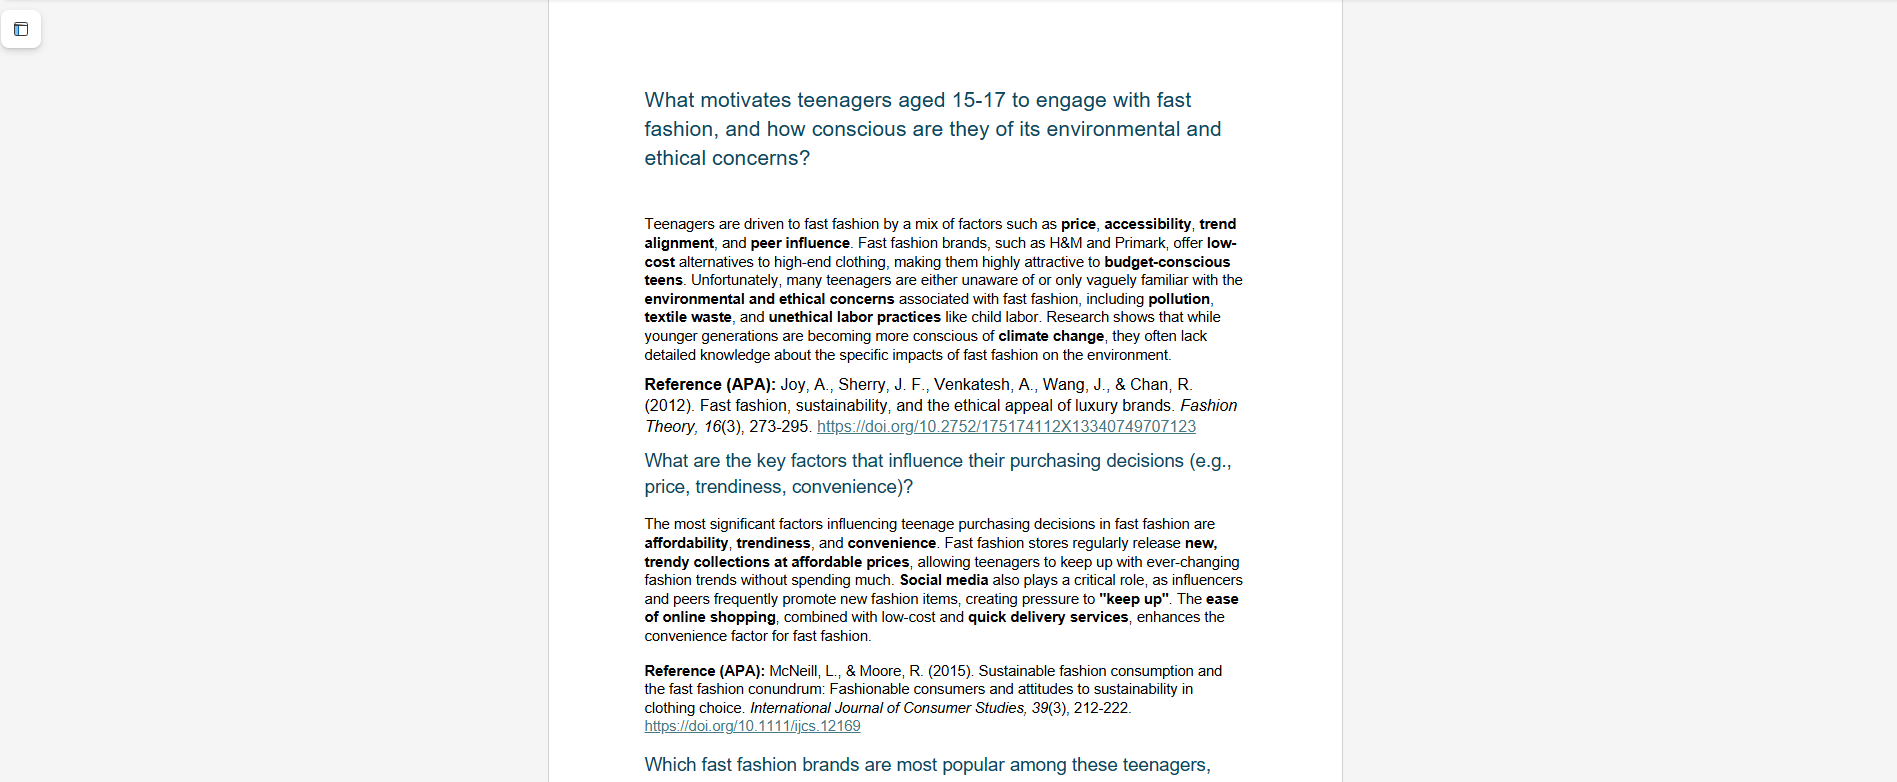 What motivates teenagers aged 15-17 to engage with fast
fashion, and how conscious are they of its environmental and
ethical concerns?
Teenagers are driven to fast fashion by a mix of factors such as price, accessibility, trend
alignment, and peer influence. Fast fashion brands, such as H&M and Primark, offer low-
cost alternatives to high-end clothing, making them highly attractive to budget-conscious
teens. Unfortunately, many teenagers are either unaware of or only vaguely familiar with the
environmental and ethical concerns associated with fast fashion, including pollution,
textile waste, and unethical labor practices like child labor. Research shows that while
younger generations are becoming more conscious of climate change, they often lack
detailed knowledge about the specific impacts of fast fashion on the environment.
Reference (APA): Joy, A., Sherry, J. F., Venkatesh, A., Wang, J., & Chan, R.
(2012). Fast fashion, sustainability, and the ethical appeal of luxury brands. Fashion
Theory, 16(3), 273-295. https://doi.org/10.2752/175174112X13340749707123
What are the key factors that influence their purchasing decisions (e.g.,
price, trendiness, convenience)?
The most significant factors influencing teenage purchasing decisions in fast fashion are
affordability, trendiness, and convenience. Fast fashion stores regularly release new,
trendy collections at affordable prices, allowing teenagers to keep up with ever-changing
fashion trends without spending much. Social media also plays a critical role, as influencers
and peers frequently promote new fashion items, creating pressure to "keep up". The ease
of online shopping, combined with low-cost and quick delivery services, enhances the
convenience factor for fast fashion.
Reference (APA): McNeill, L., & Moore, R. (2015). Sustainable fashion consumption and
the fast fashion conundrum: Fashionable consumers and attitudes to sustainability in
clothing choice. International Journal of Consumer Studies, 39(3), 212-222.
https://doi.org/10.1111/ijcs.12169
Which fast fashion brands are most popular among these teenagers,